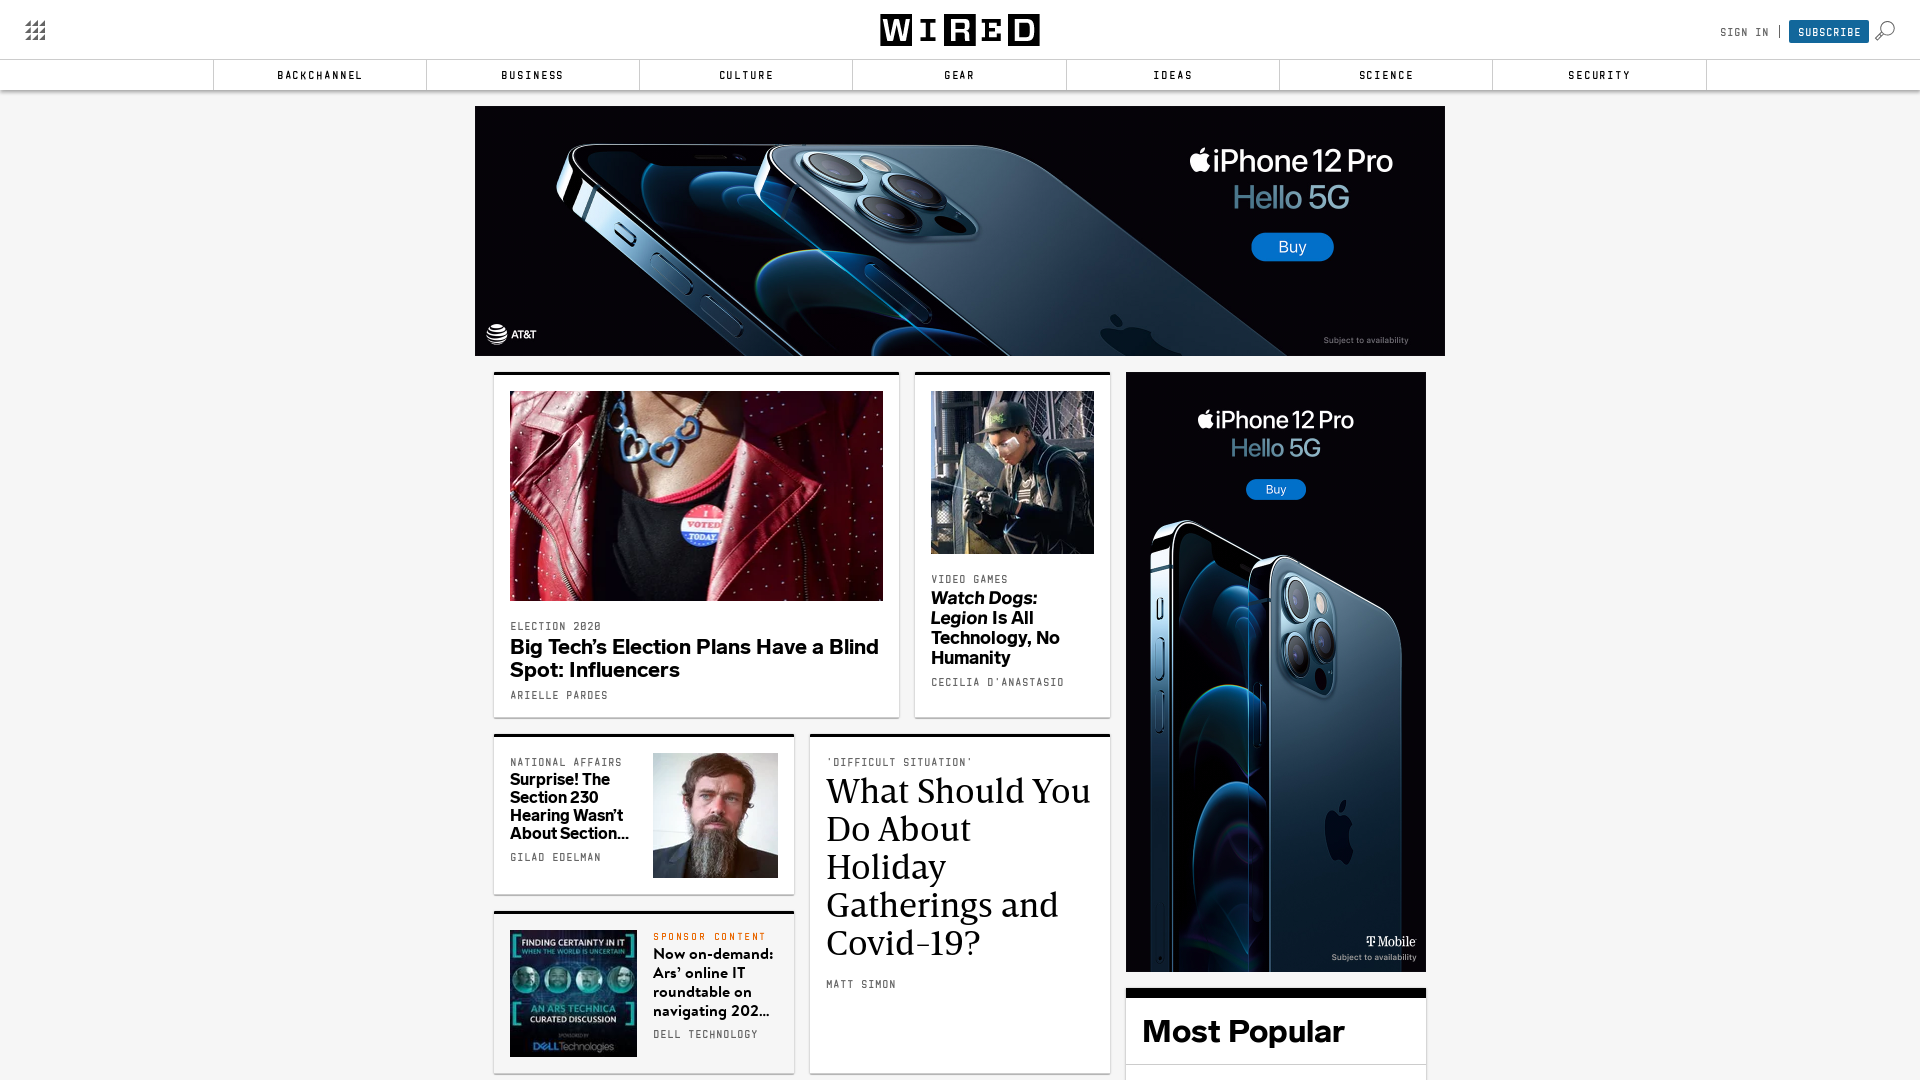 WIRED
SIGN IN
SUBSCRIBE
BACKCHANNEL
BUSINESS
CULTURE
GEAR
IDEAS
SCIENCE
SECURITY
iPhone 12 Pro
Hello 5G
Buy
AT&T
Subject to availability
I VOTED TODAY
ELECTION 2020
Big Tech's Election Plans Have a Blind
Spot: Influencers
ARIELLE PARDES
VIDEO GAMES
Watch Dogs:
Legion Is All
Technology, No
Humanity
CECILIA D'ANASTASIO
iPhone 12 Pro
Hello 5G
Buy
T Mobile
Subject to availability
NATIONAL AFFAIRS
Surprise! The
Section 230
Hearing Wasn't
About Section...
GILAD EDELMAN
'DIFFICULT SITUATION'
What Should You
Do About
Holiday
Gatherings and
Covid-19?
MATT SIMON
FINDING CERTAINTY IN IT
WHEN THE WORLD IS UNCERTAIN
AN ARS TECHNICA
CURATED DISCUSSION
SPONSORED BY
DELL Technologies
SPONSOR CONTENT
Now on-demand:
Ars' online IT
roundtable on
navigating 202...
DELL TECHNOLOGY
Most Popular